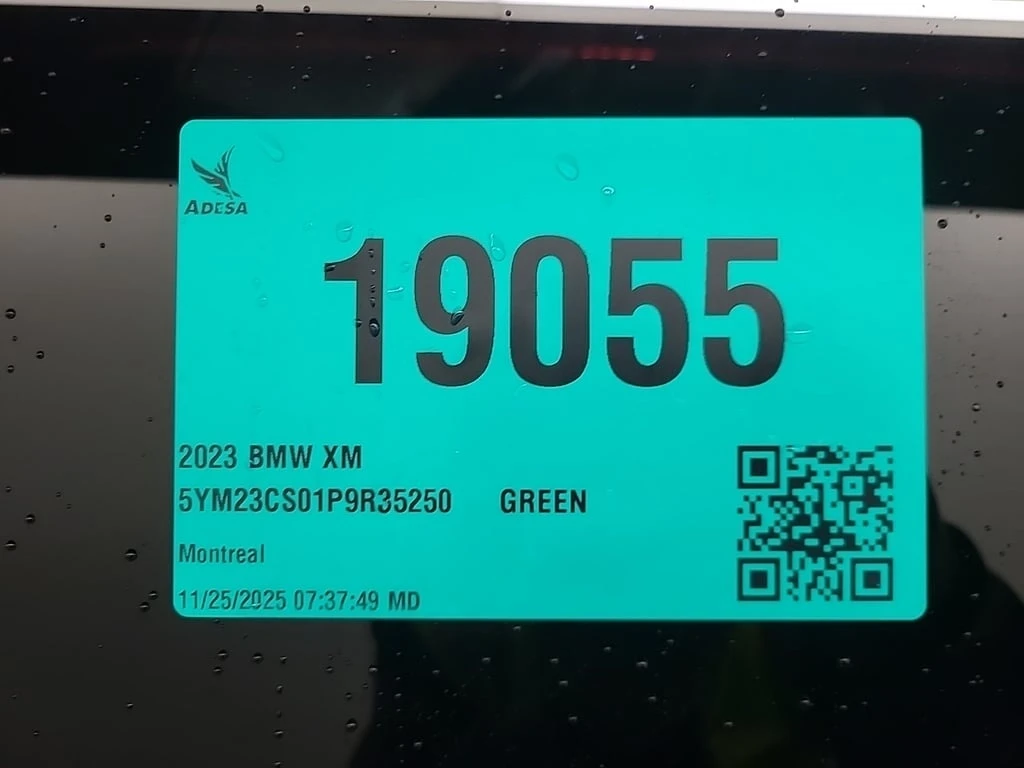 ADESA
19055
2023 BMW XM
5YM23CS01P9R35250 GREEN
Montreal
11/25/2025 07:37:49 MD